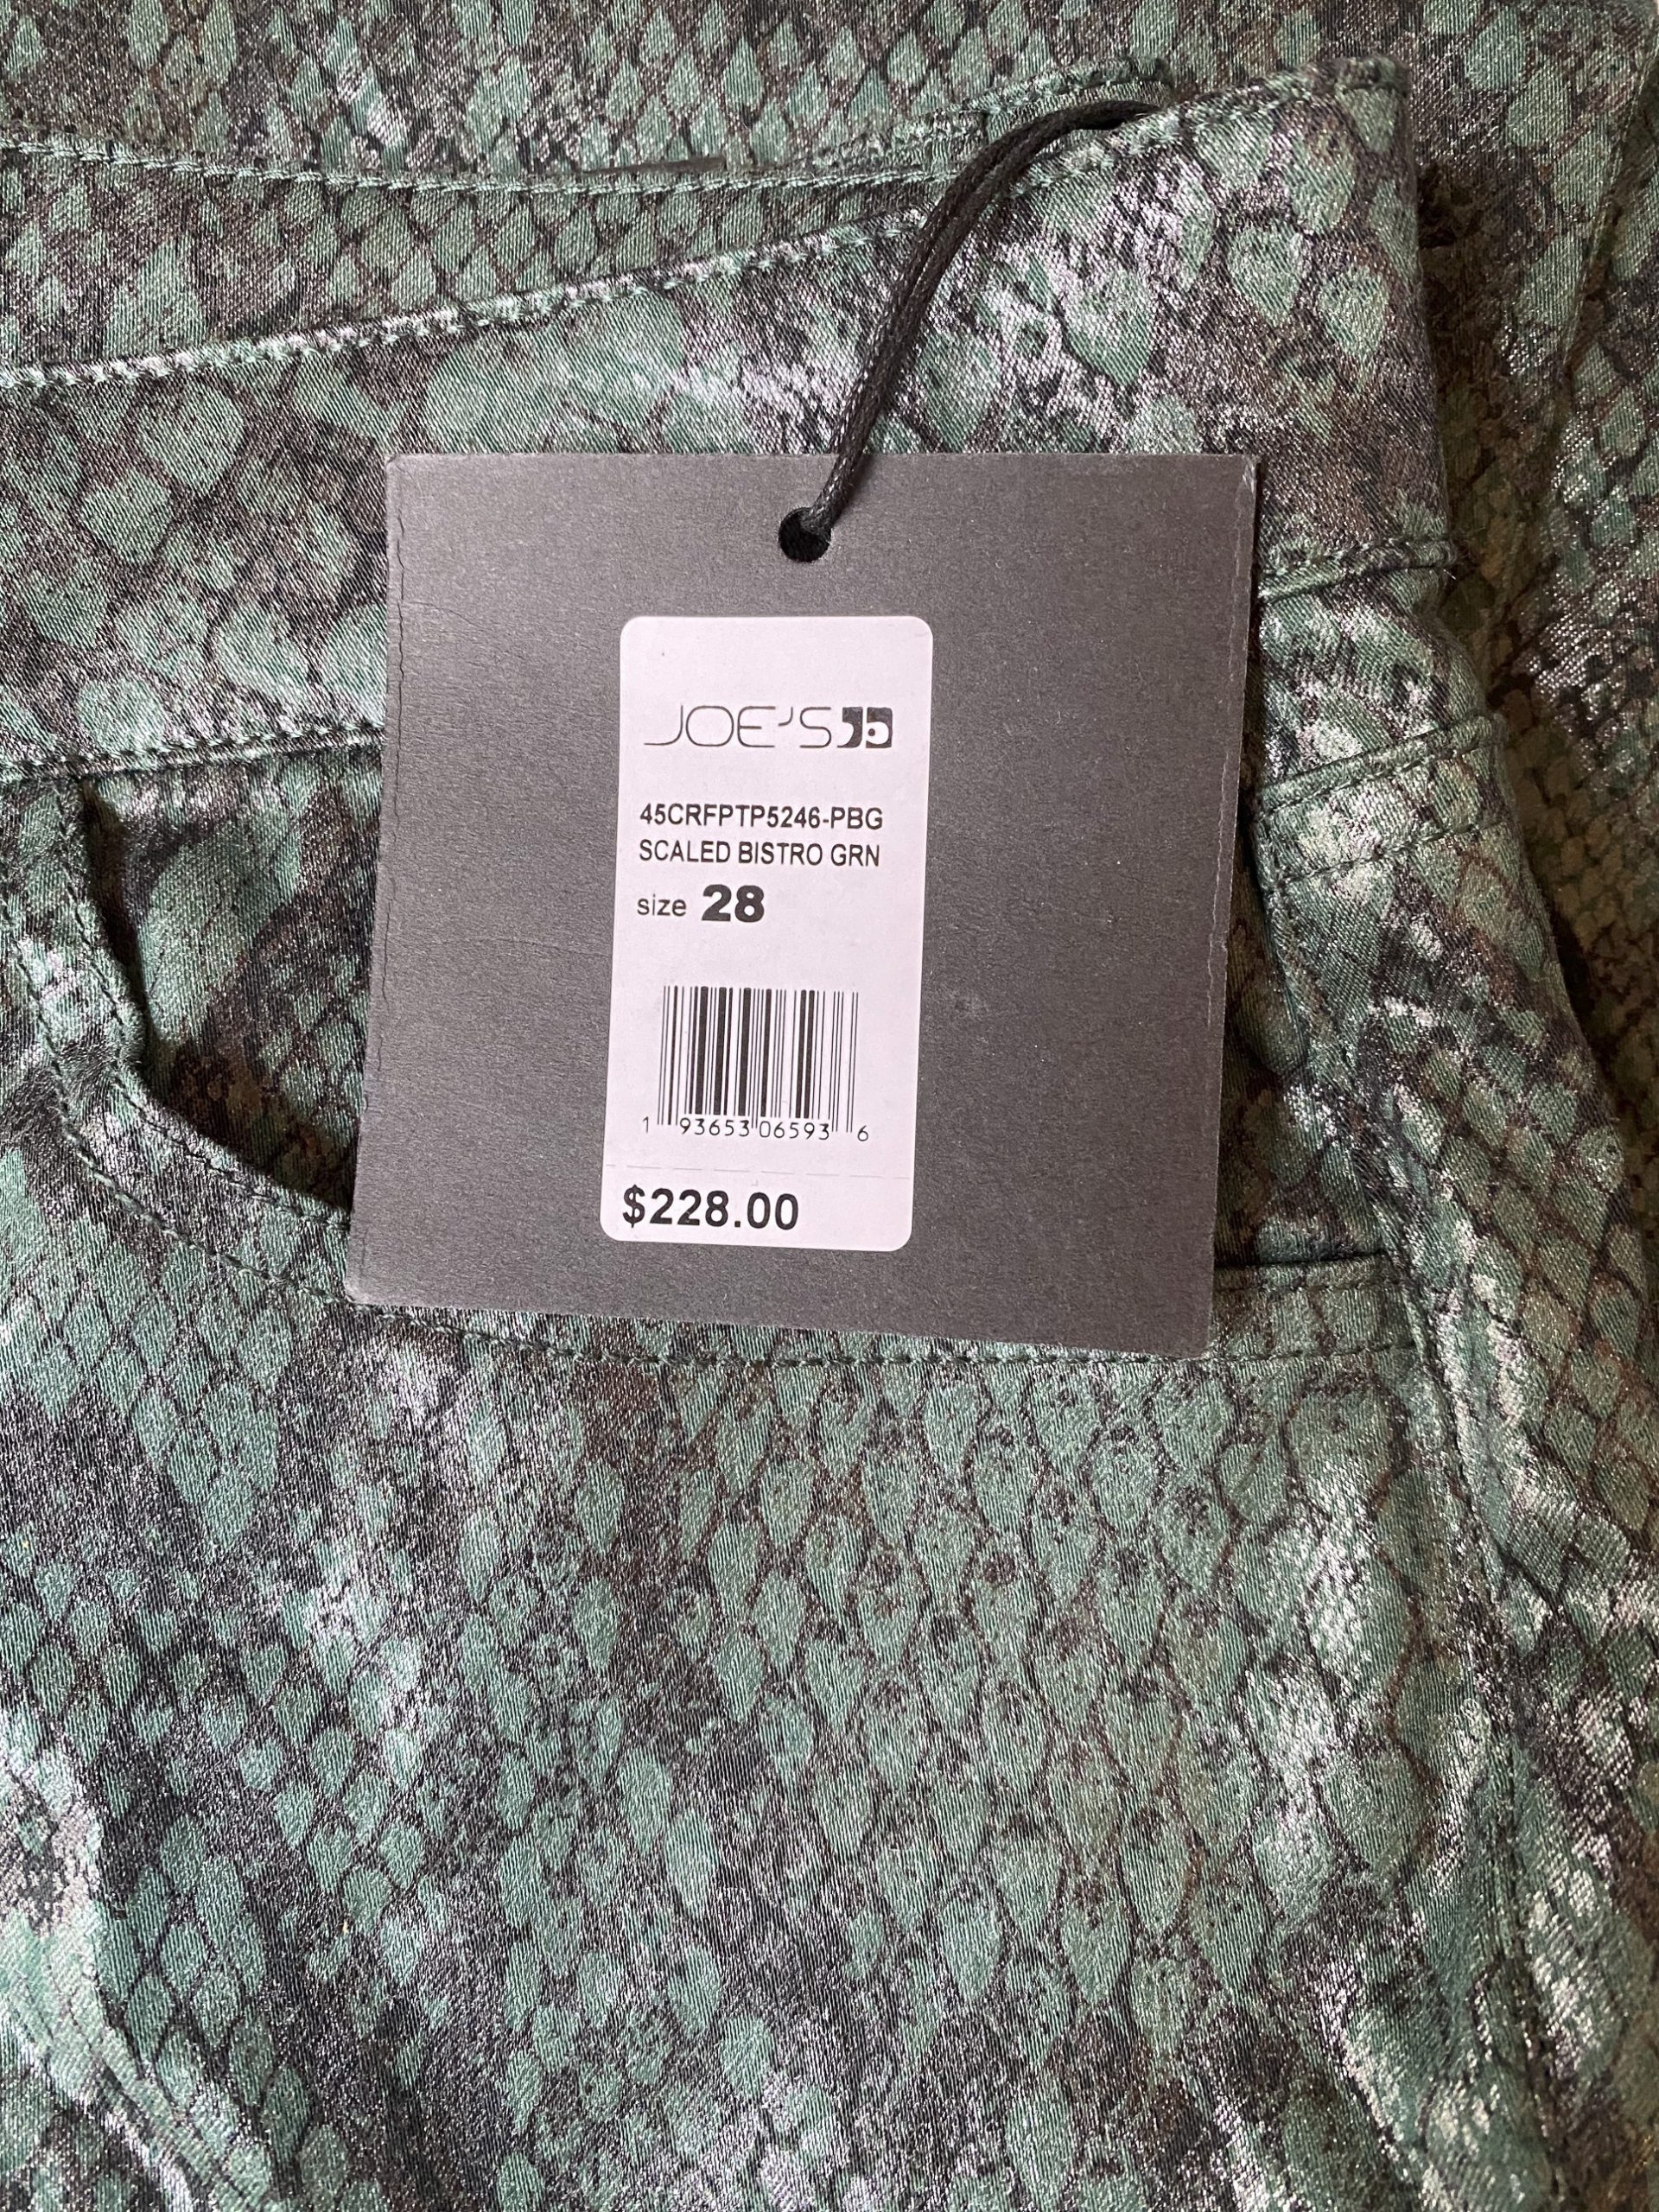 JOE'S
45CRFPTP5246-PBG
SCALED BISTRO GRN
size 28
1 93653 06593 6
$228.00